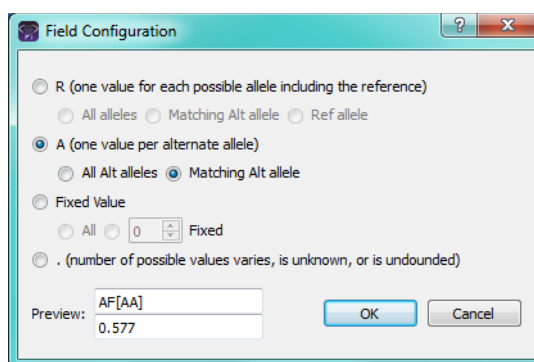 Field Configuration
R (one value for each possible allele including the reference)
All alleles Matching Alt allele Ref allele
A (one value per alternate allele)
All Alt alleles Matching Alt allele
Fixed Value
All 0 Fixed
. (number of possible values varies, is unknown, or is undounded)
Preview: AF[AA]
0.577
OK Cancel